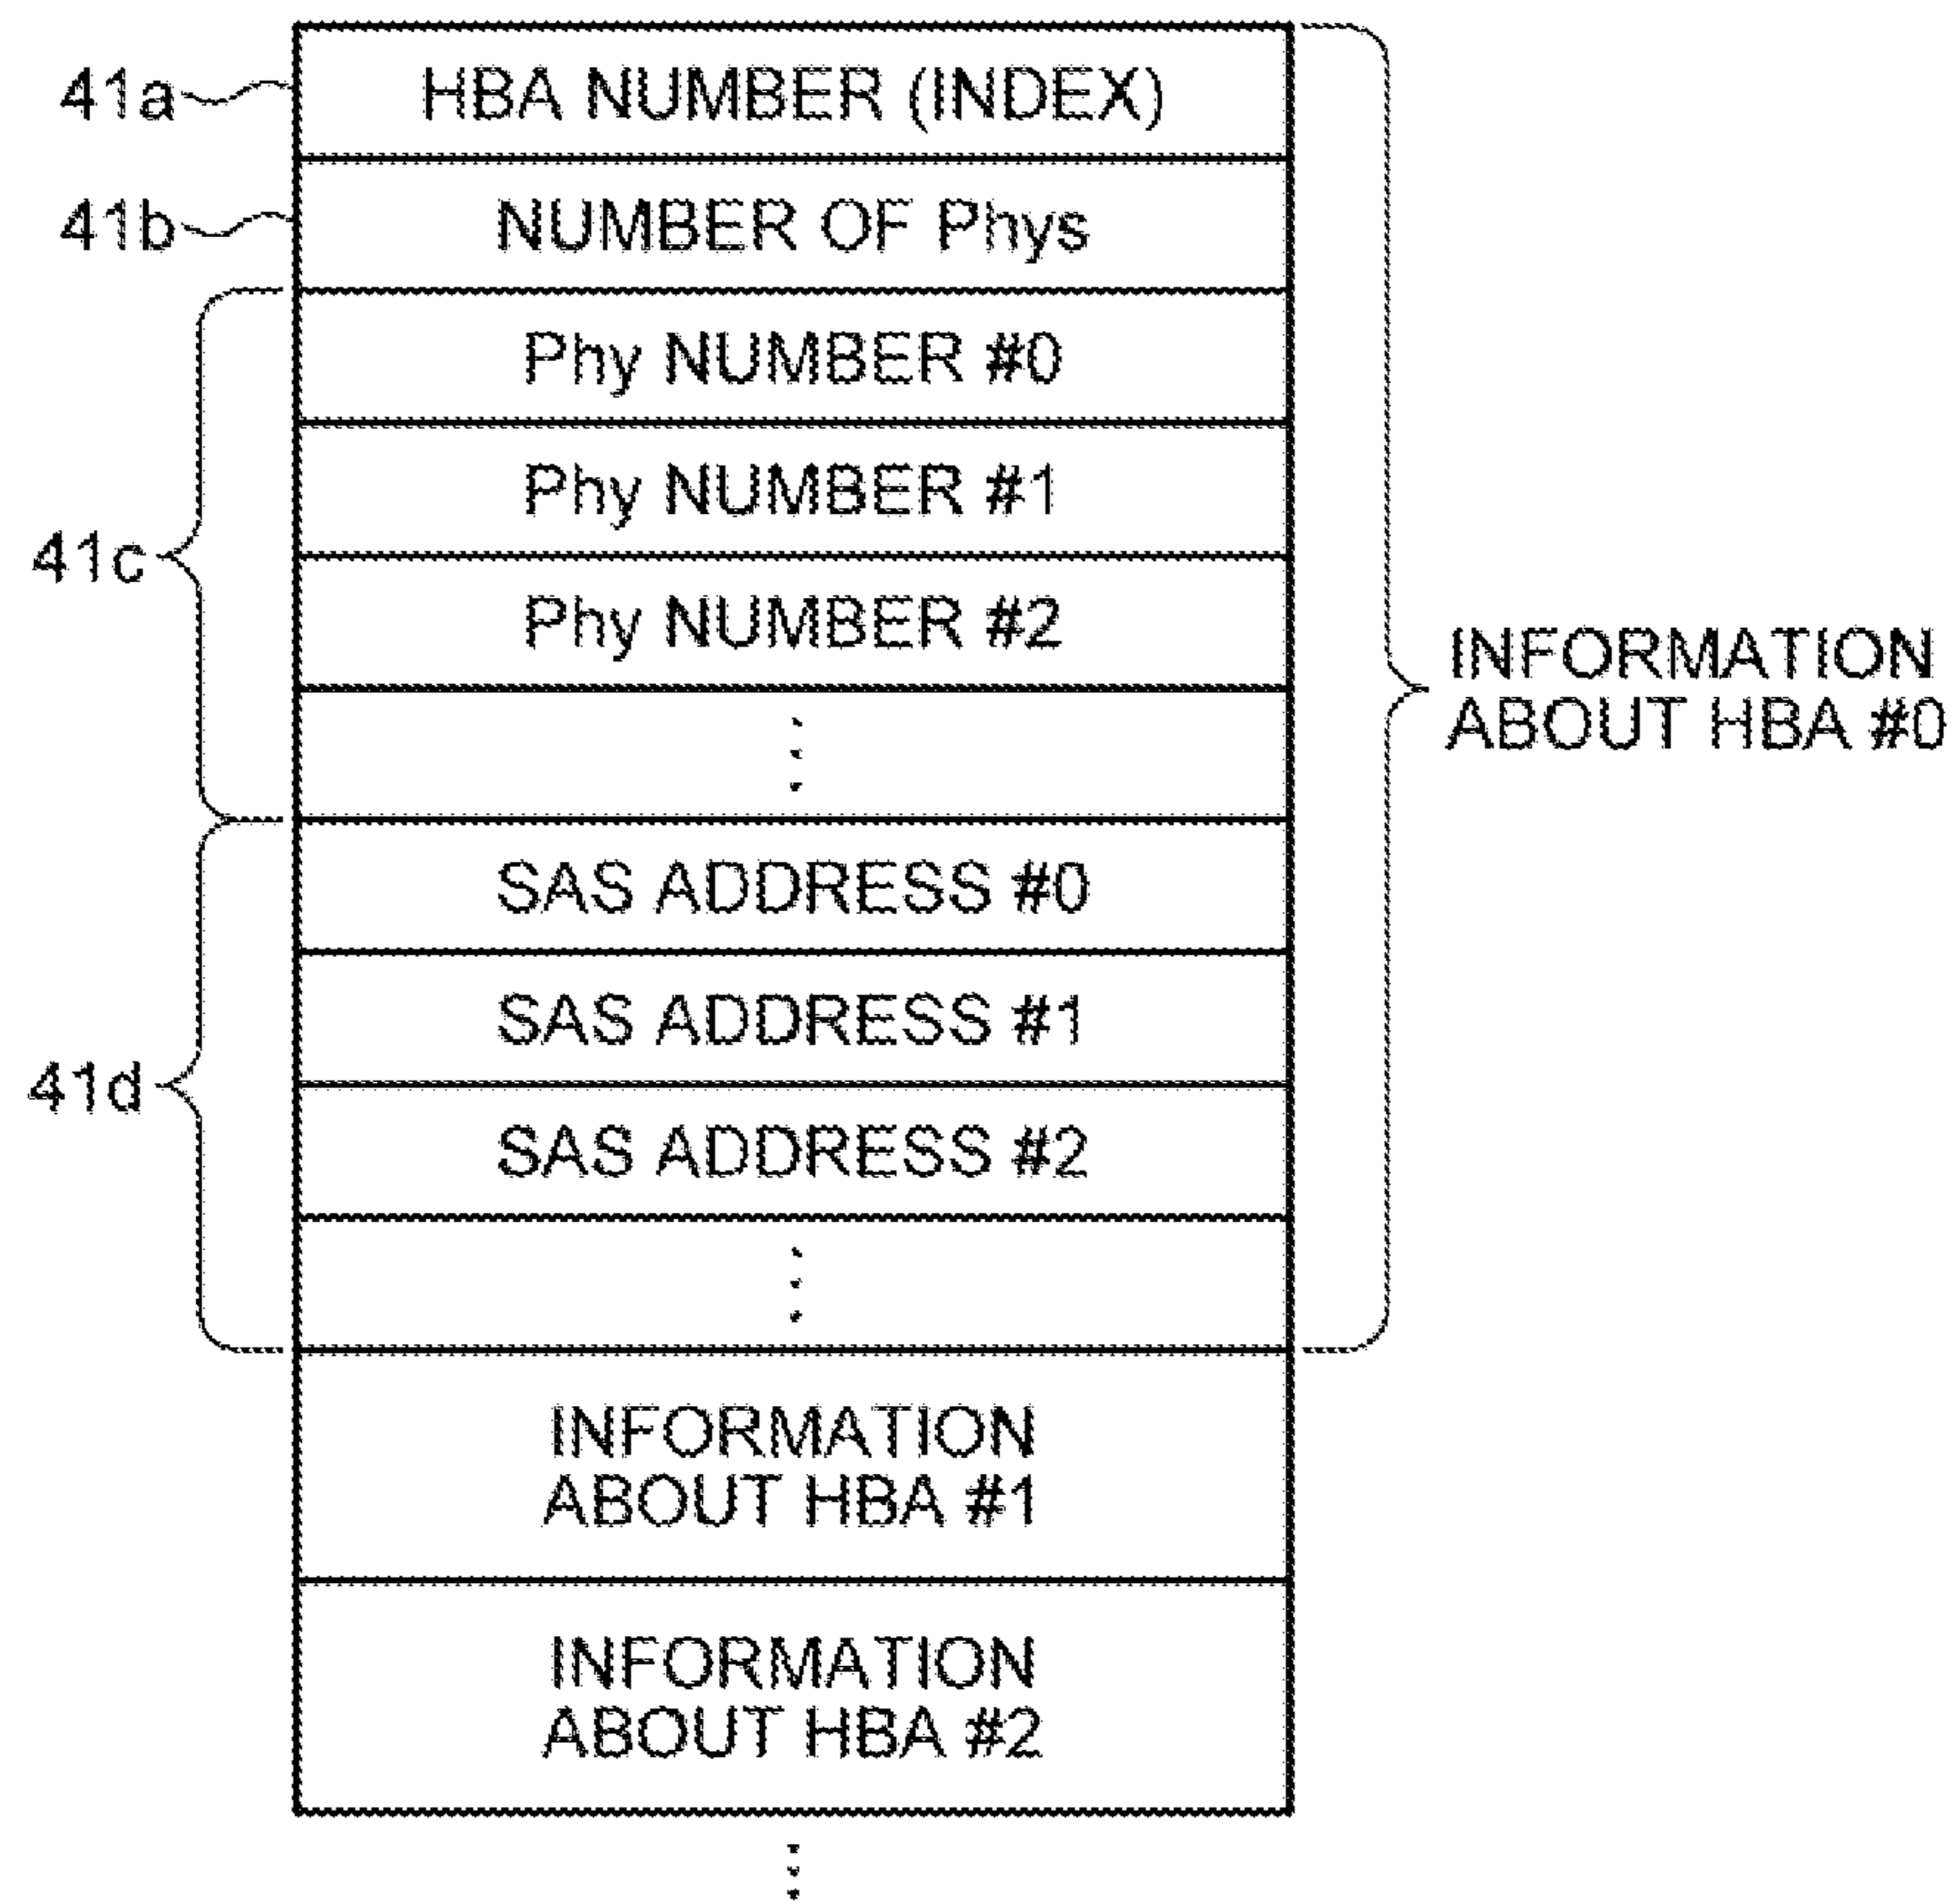 41a
HBA NUMBER (INDEX)
41b
NUMBER OF Phys
41c
Phy NUMBER #0
Phy NUMBER #1
Phy NUMBER #2
INFORMATION
ABOUT HBA #0
41d
SAS ADDRESS #0
SAS ADDRESS #1
SAS ADDRESS #2
INFORMATION
ABOUT HBA #1
INFORMATION
ABOUT HBA #2